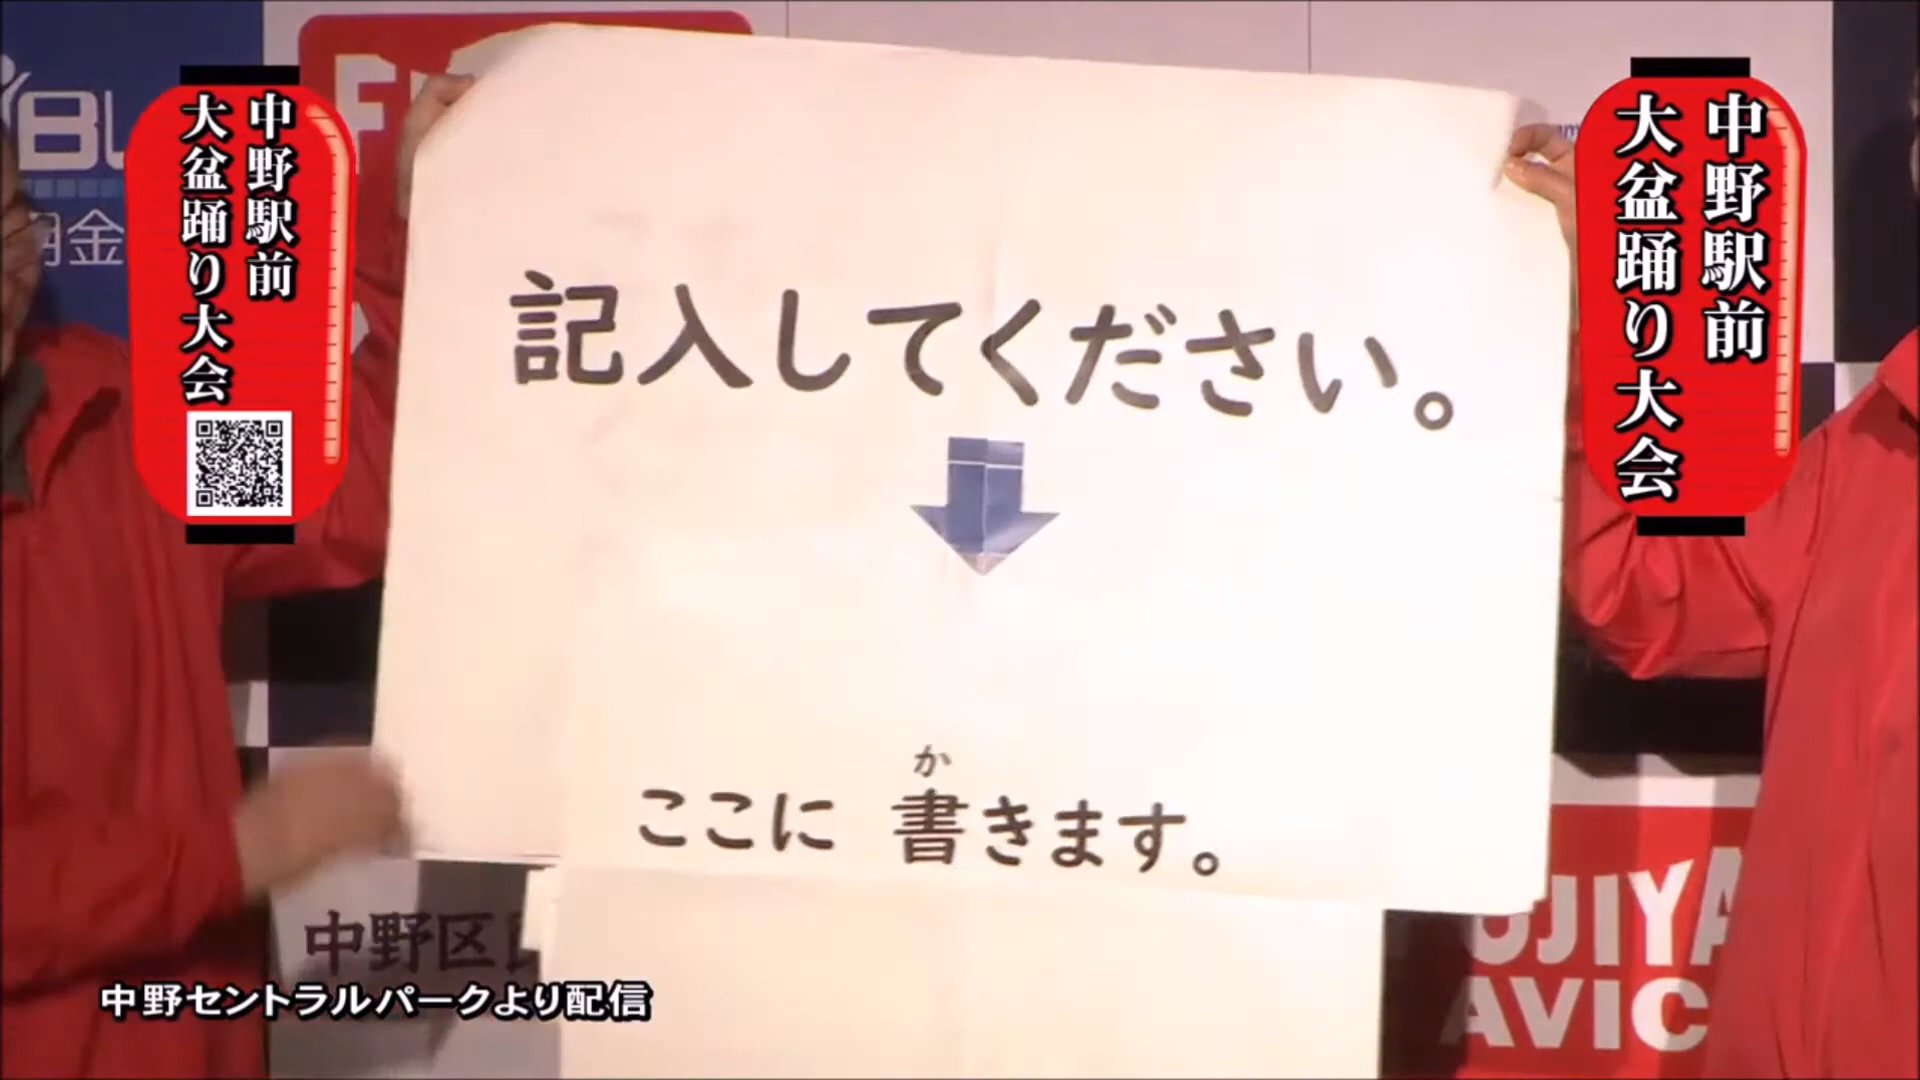 中野駅前
大盆踊り大会
中野駅前
大盆踊り大会
記入してください。
か
ここに 書きます。
中野区
中野セントラルパークより配信
UJIYA
AVIC